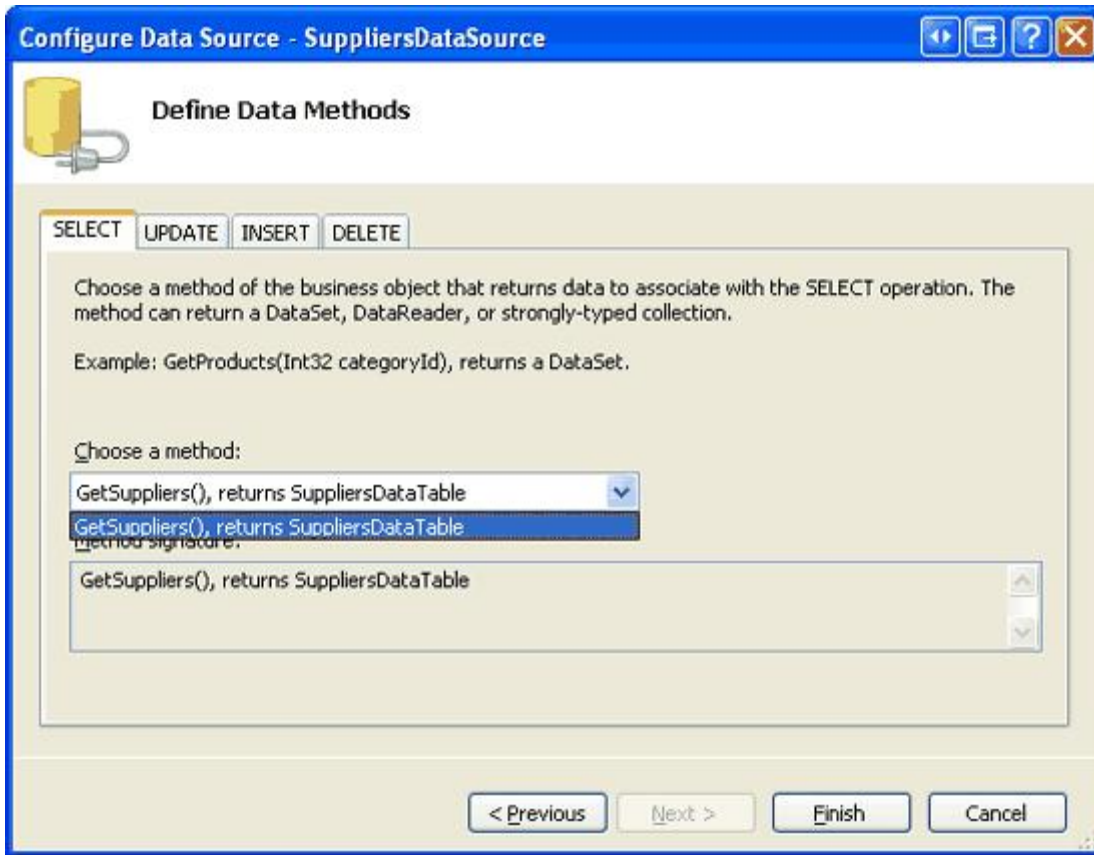 Configure Data Source - SuppliersDataSource
Define Data Methods
SELECT UPDATE INSERT DELETE
Choose a method of the business object that returns data to associate with the SELECT operation. The
method can return a DataSet, DataReader, or strongly-typed collection.
Example: GetProducts(Int32 categoryId), returns a DataSet.
Choose a method:
GetSuppliers(), returns SuppliersDataTable
GetSuppliers(), returns SuppliersDataTable
Method signature:
GetSuppliers(), returns SuppliersDataTable
< Previous Next > Finish Cancel